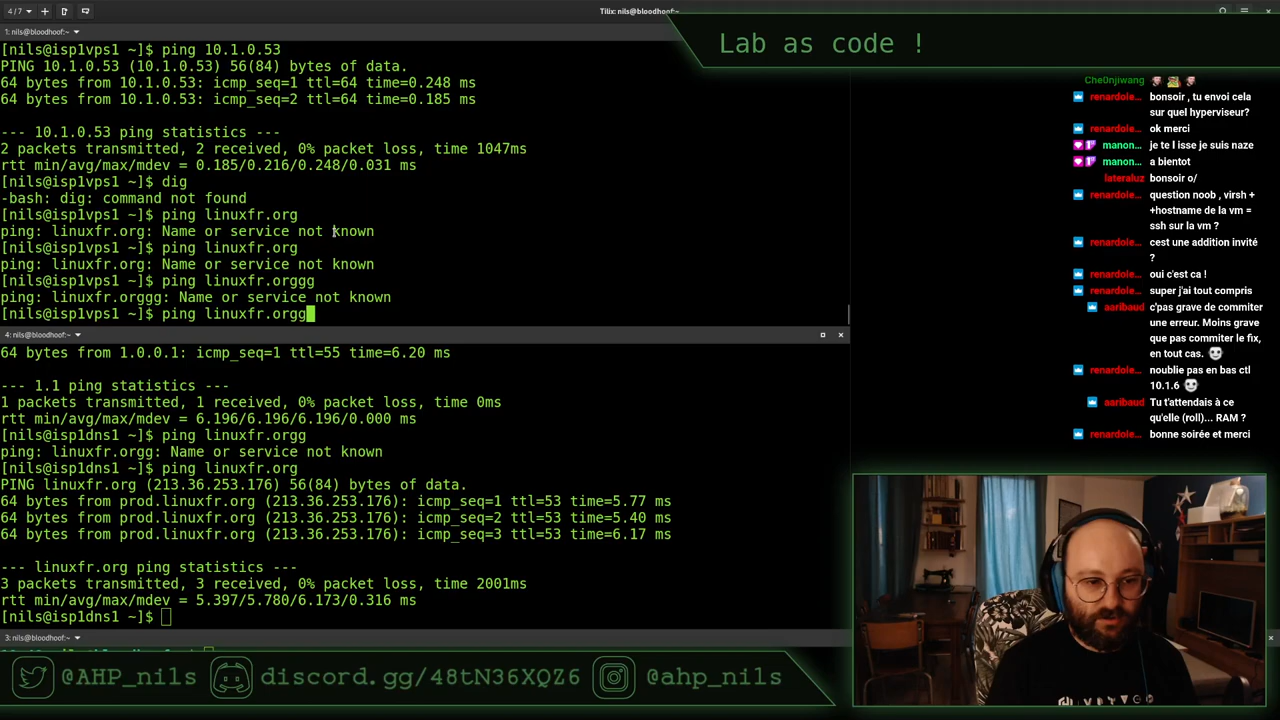 4 / 7
Tilix: nils@bloodhoof:~
1: nils@bloodhoof:~
[nils@isp1vps1 ~]$ ping 10.1.0.53
PING 10.1.0.53 (10.1.0.53) 56(84) bytes of data.
64 bytes from 10.1.0.53: icmp_seq=1 ttl=64 time=0.248 ms
64 bytes from 10.1.0.53: icmp_seq=2 ttl=64 time=0.185 ms
--- 10.1.0.53 ping statistics ---
2 packets transmitted, 2 received, 0% packet loss, time 1047ms
rtt min/avg/max/mdev = 0.185/0.216/0.248/0.031 ms
[nils@isp1vps1 ~]$ dig
-bash: dig: command not found
[nils@isp1vps1 ~]$ ping linuxfr.org
ping: linuxfr.org: Name or service not known
[nils@isp1vps1 ~]$ ping linuxfr.org
ping: linuxfr.org: Name or service not known
[nils@isp1vps1 ~]$ ping linuxfr.orggg
ping: linuxfr.orggg: Name or service not known
[nils@isp1vps1 ~]$ ping linuxfr.orgg
4: nils@bloodhoof:~
64 bytes from 1.0.0.1: icmp_seq=1 ttl=55 time=6.20 ms
--- 1.1 ping statistics ---
1 packets transmitted, 1 received, 0% packet loss, time 0ms
rtt min/avg/max/mdev = 6.196/6.196/6.196/0.000 ms
[nils@isp1dns1 ~]$ ping linuxfr.orgg
ping: linuxfr.orgg: Name or service not known
[nils@isp1dns1 ~]$ ping linuxfr.org
PING linuxfr.org (213.36.253.176) 56(84) bytes of data.
64 bytes from prod.linuxfr.org (213.36.253.176): icmp_seq=1 ttl=53 time=5.77 ms
64 bytes from prod.linuxfr.org (213.36.253.176): icmp_seq=2 ttl=53 time=5.40 ms
64 bytes from prod.linuxfr.org (213.36.253.176): icmp_seq=3 ttl=53 time=6.17 ms
--- linuxfr.org ping statistics ---
3 packets transmitted, 3 received, 0% packet loss, time 2001ms
rtt min/avg/max/mdev = 5.397/5.780/6.173/0.316 ms
[nils@isp1dns1 ~]$
3: nils@bloodhoof:~
Lab as code !
Che0njiwang
renardole... bonsoir , tu envoi cela
sur quel hyperviseur?
renardole... ok merci
manon... je te l isse je suis naze
manon... a bientot
lateraluz bonsoir o/
renardole... question noob , virsh +
+hostname de la vm =
ssh sur la vm ?
renardole... cest une addition invité
?
renardole... oui c'est ca !
renardole... super j'ai tout compris
aaribaud c'pas grave de commiter
une erreur. Moins grave
que pas commiter le fix,
en tout cas.
renardole... noublie pas en bas ctl
10.1.6
aaribaud Tu t'attendais à ce
qu'elle (roll)... RAM ?
renardole... bonne soirée et merci
@AHP_nils
discord.gg/48tN36XQZ6
@ahp_nils